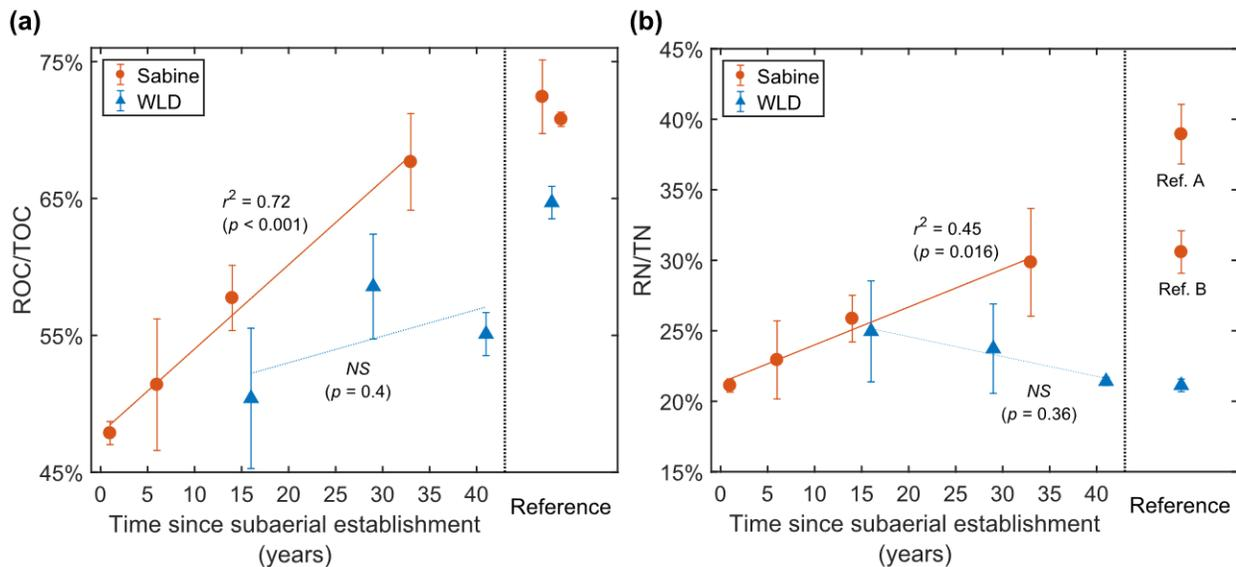 (a)
75%
65%
55%
45%
ROC/TOC
Sabine
WLD
r² = 0.72
(p < 0.001)
NS
(p = 0.4)
0 5 10 15 20 25 30 35 40
Reference
Time since subaerial establishment
(years)
(b)
45%
40%
35%
30%
25%
20%
15%
RN/TN
Sabine
WLD
r² = 0.45
(p = 0.016)
NS
(p = 0.36)
Ref. A
Ref. B
0 5 10 15 20 25 30 35 40
Reference
Time since subaerial establishment
(years)